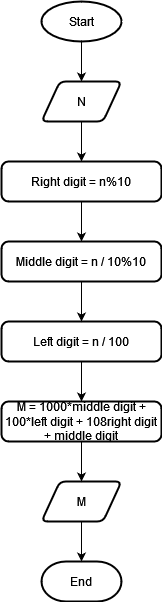 Start
N
Right digit = n%10
Middle digit = n / 10%10
Left digit = n / 100
M = 1000*middle digit +
100*left digit + 108right digit
+ middle digit
M
End